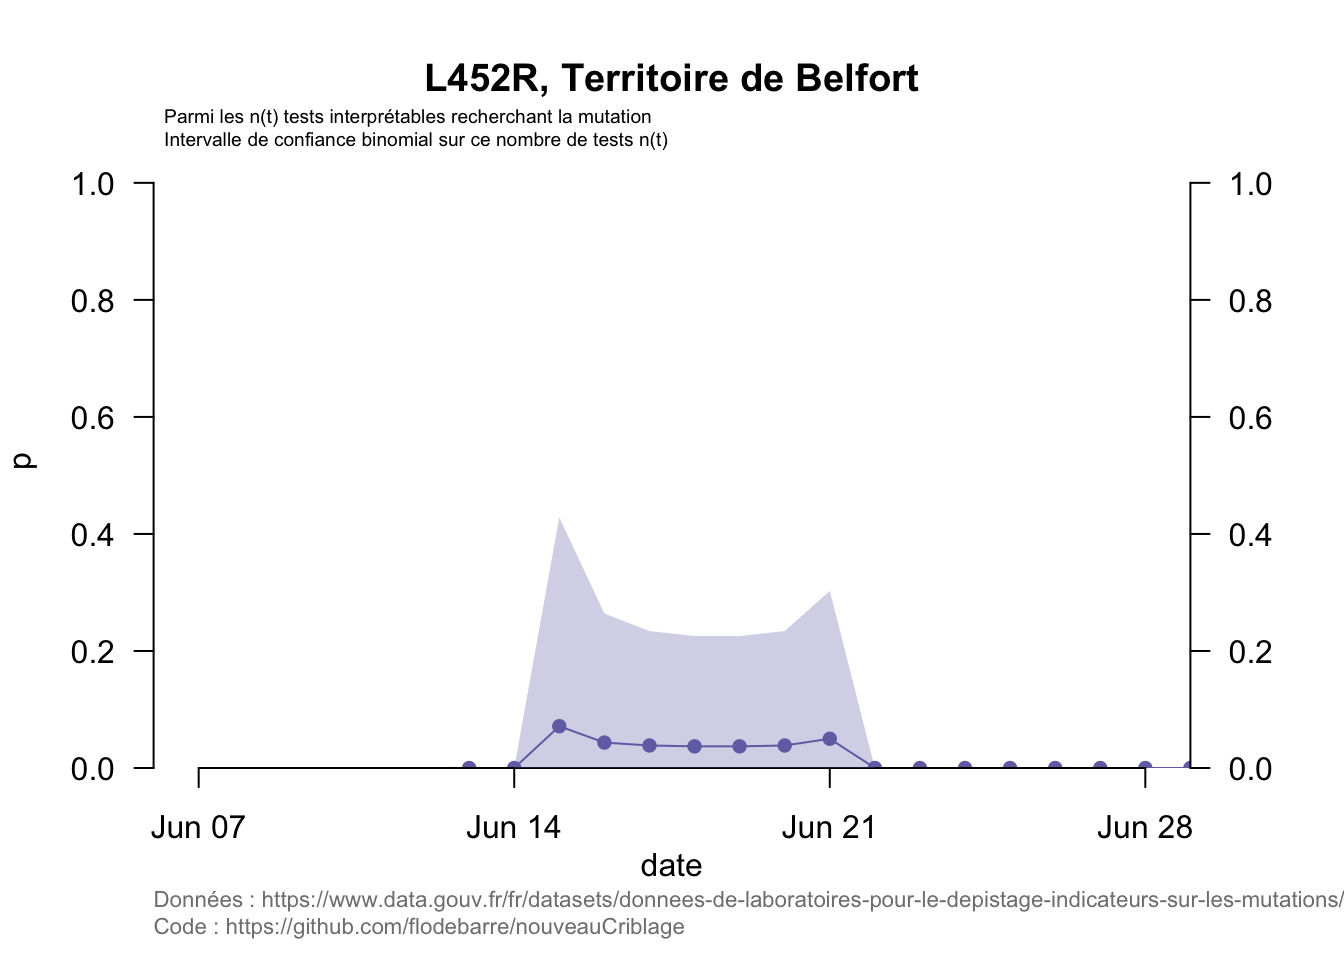 L452R, Territoire de Belfort
Parmi les n(t) tests interprétables recherchant la mutation
Intervalle de confiance binomial sur ce nombre de tests n(t)
1.0 1.0
0.8 0.8
0.6 0.6
p
0.4 0.4
0.2 0.2
0.0 0.0
Jun 07 Jun 14 Jun 21 Jun 28
date
Données : https://www.data.gouv.fr/fr/datasets/donnees-de-laboratoires-pour-le-depistage-indicateurs-sur-les-mutations/
Code : https://github.com/flodebarre/nouveauCriblage